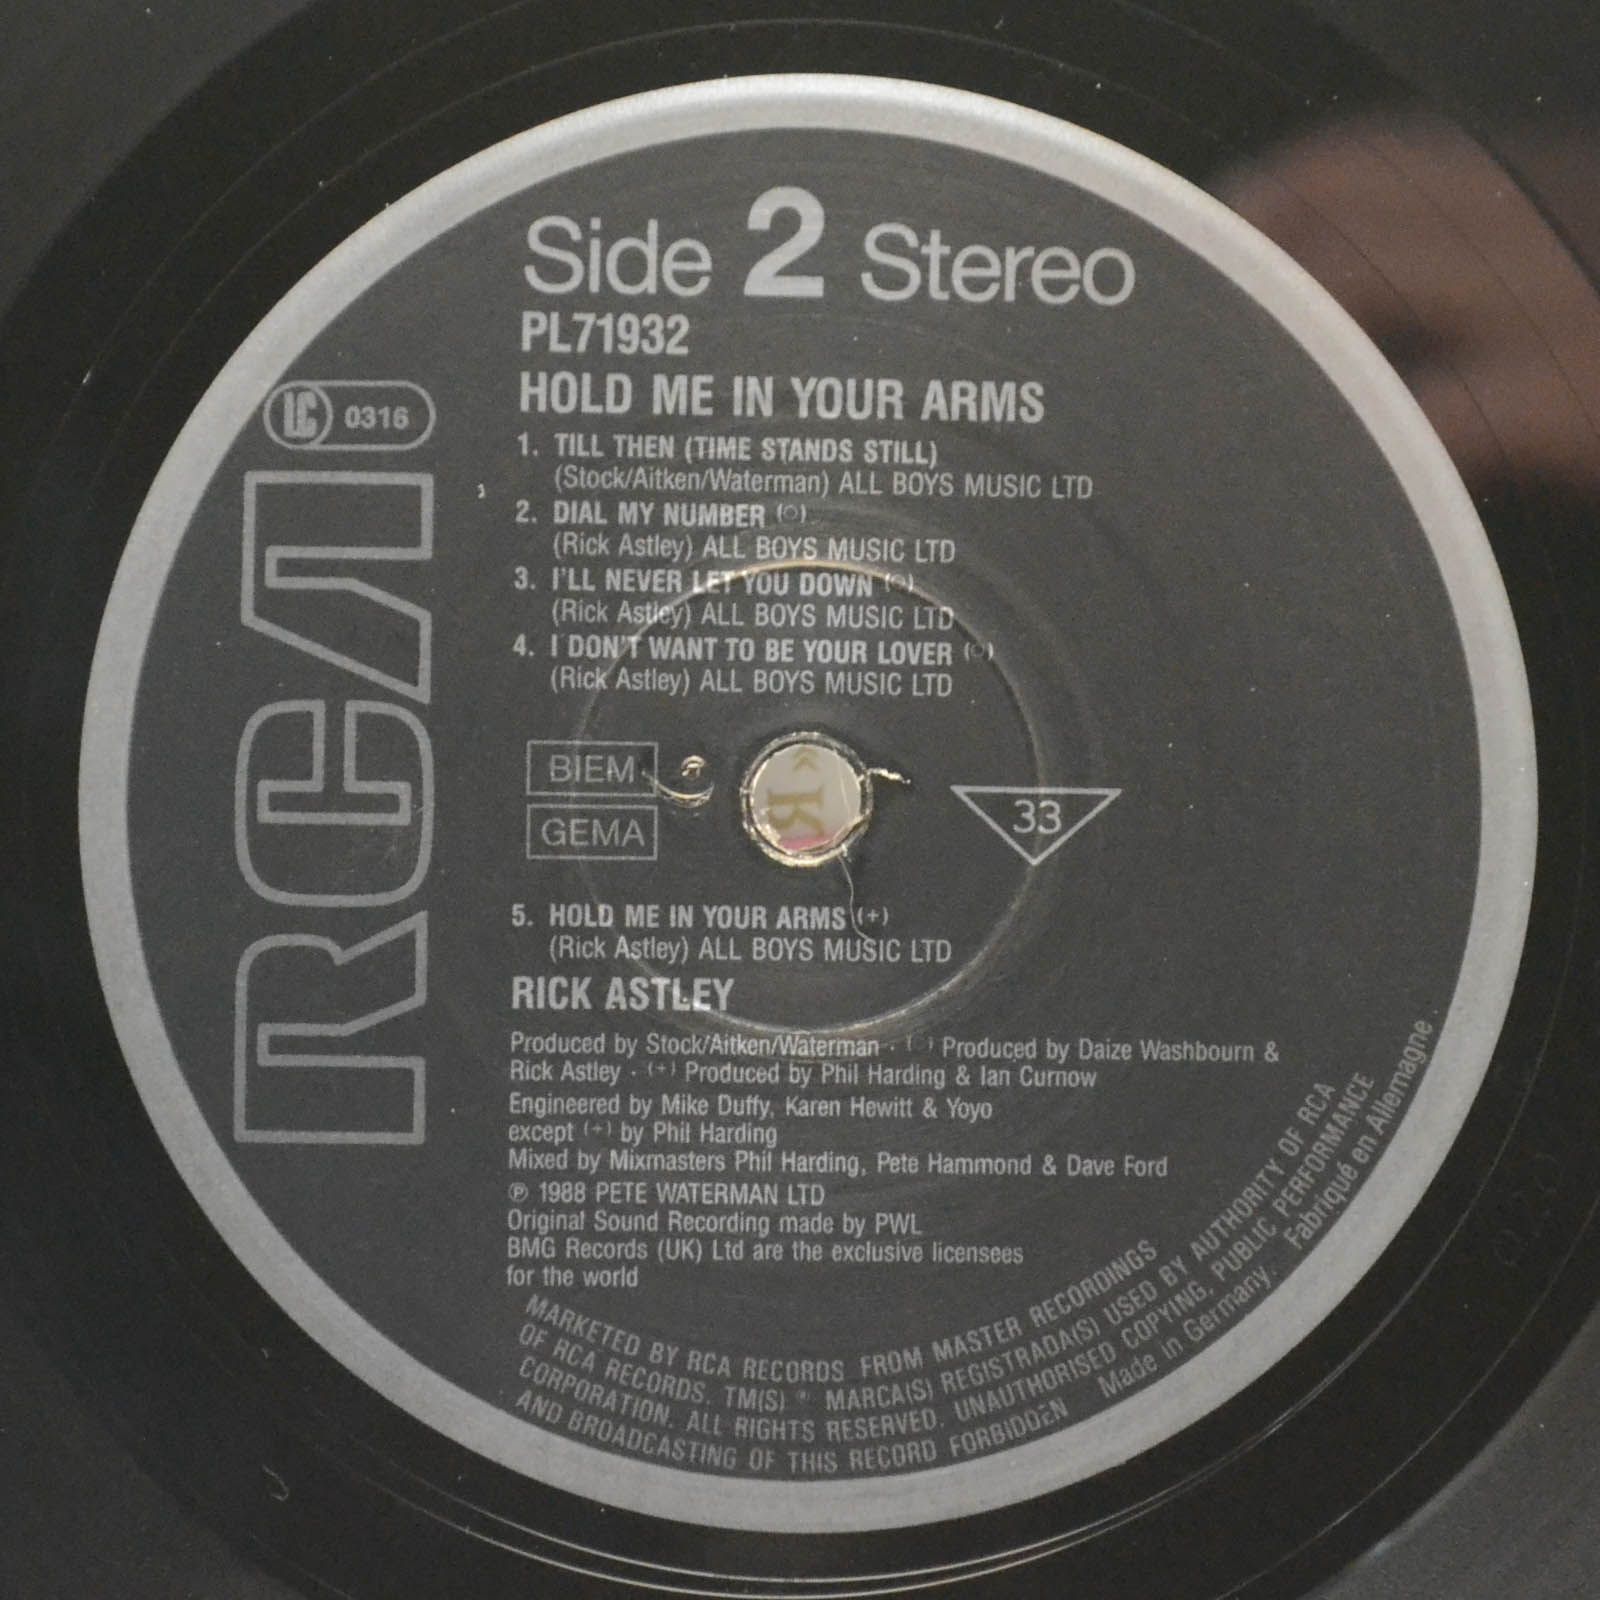 Side 2 Stereo
PL71932
HOLD ME IN YOUR ARMS
LC 0316
RCA
1. TILL THEN (TIME STANDS STILL)
(Stock/Aitken/Waterman) ALL BOYS MUSIC LTD
2. DIAL MY NUMBER (○)
(Rick Astley) ALL BOYS MUSIC LTD
3. I'LL NEVER LET YOU DOWN (○)
(Rick Astley) ALL BOYS MUSIC LTD
4. I DON'T WANT TO BE YOUR LOVER (○)
(Rick Astley) ALL BOYS MUSIC LTD
BIEM
GEMA
33
5. HOLD ME IN YOUR ARMS (+)
(Rick Astley) ALL BOYS MUSIC LTD
RICK ASTLEY
Produced by Stock/Aitken/Waterman · ( ) Produced by Daize Washbourn &
Rick Astley · (+) Produced by Phil Harding & Ian Curnow
Engineered by Mike Duffy, Karen Hewitt & Yoyo
except (+) by Phil Harding
Mixed by Mixmasters Phil Harding, Pete Hammond & Dave Ford
℗ 1988 PETE WATERMAN LTD
Original Sound Recording made by PWL
BMG Records (UK) Ltd are the exclusive licensees
for the world
MARKETED BY RCA RECORDS FROM MASTER RECORDINGS
OF RCA RECORDS. TM(S) ® MARCA(S) REGISTRADA(S) USED BY AUTHORITY OF RCA
CORPORATION. ALL RIGHTS RESERVED. UNAUTHORISED COPYING, PUBLIC PERFORMANCE
AND BROADCASTING OF THIS RECORD FORBIDDEN Made in Germany. Fabriqué en Allemagne.